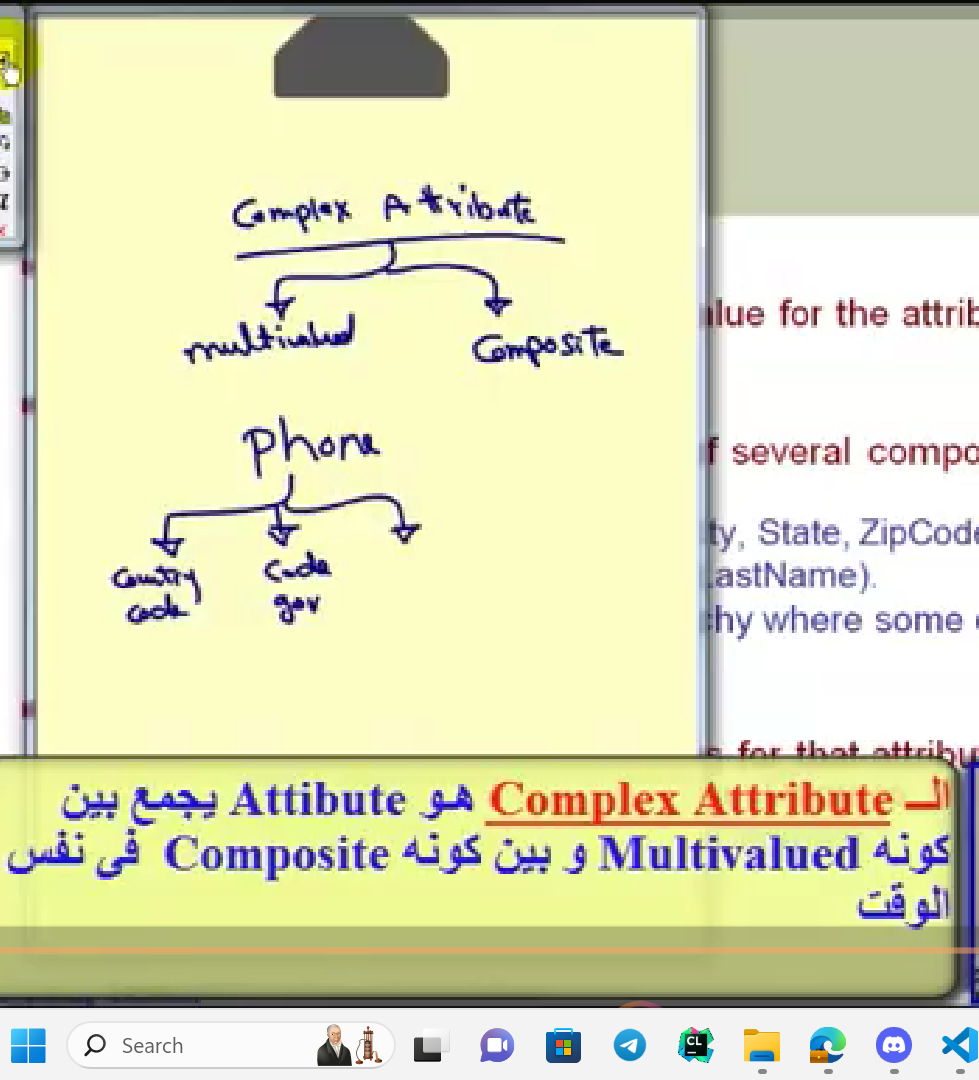 Complex Attribute
multivalued
Composite
Phone
Country
code
Code
gov
alue for the attrib
f several compo
ty, State, ZipCode
LastName).
chy where some
s for that attribu
الـ Complex Attribute هو Attibute يجمع بين
كونه Multivalued و بين كونه Composite فى نفس
الوقت
Search
CL